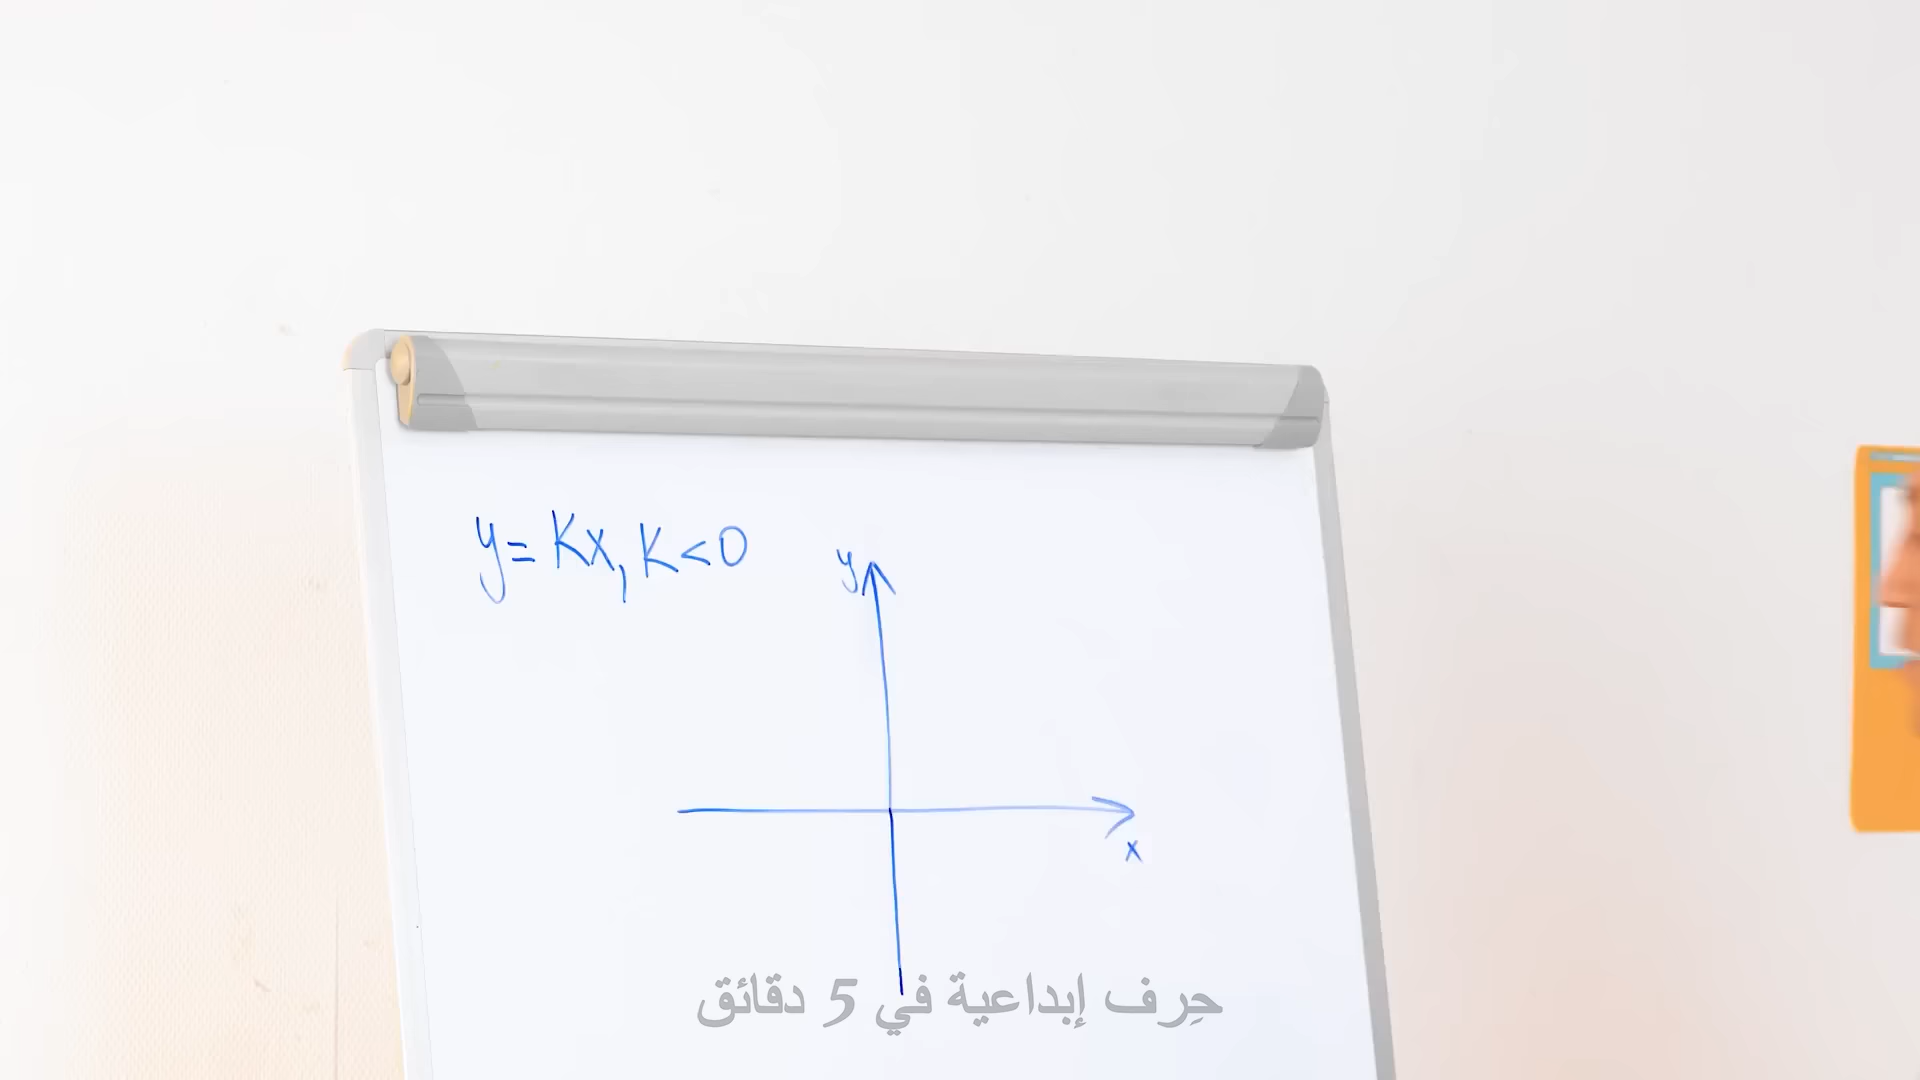 y = Kx, K < 0
y
x
حِرف إبداعية في 5 دقائق